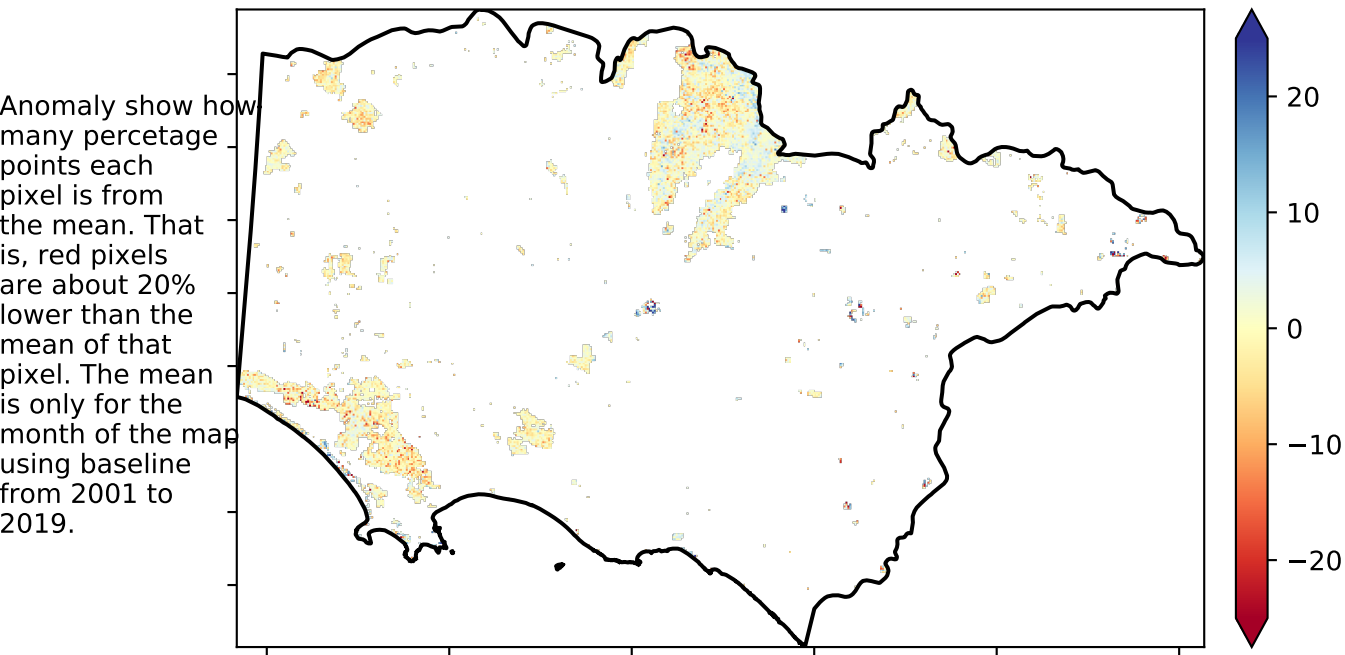 Anomaly show how
many percetage
points each
pixel is from
the mean. That
is, red pixels
are about 20%
lower than the
mean of that
pixel. The mean
is only for the
month of the map
using baseline
from 2001 to
2019.
20
10
0
−10
−20